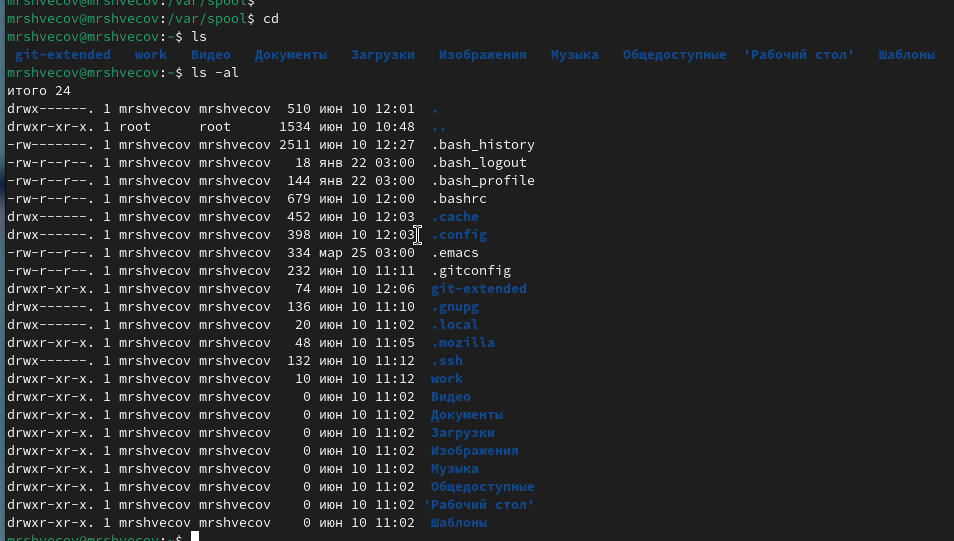 mrshvecov@mrshvecov:/var/spool$
mrshvecov@mrshvecov:/var/spool$ cd
mrshvecov@mrshvecov:~$ ls
git-extended work Видео Документы Загрузки Изображения Музыка Общедоступные 'Рабочий стол' Шаблоны
mrshvecov@mrshvecov:~$ ls -al
итого 24
drwx------. 1 mrshvecov mrshvecov 510 июн 10 12:01 .
drwxr-xr-x. 1 root root 1534 июн 10 10:48 ..
-rw-------. 1 mrshvecov mrshvecov 2511 июн 10 12:27 .bash_history
-rw-r--r--. 1 mrshvecov mrshvecov 18 янв 22 03:00 .bash_logout
-rw-r--r--. 1 mrshvecov mrshvecov 144 янв 22 03:00 .bash_profile
-rw-r--r--. 1 mrshvecov mrshvecov 679 июн 10 12:00 .bashrc
drwx------. 1 mrshvecov mrshvecov 452 июн 10 12:03 .cache
drwx------. 1 mrshvecov mrshvecov 398 июн 10 12:03 .config
-rw-r--r--. 1 mrshvecov mrshvecov 334 мар 25 03:00 .emacs
-rw-r--r--. 1 mrshvecov mrshvecov 232 июн 10 11:11 .gitconfig
drwxr-xr-x. 1 mrshvecov mrshvecov 74 июн 10 12:06 git-extended
drwx------. 1 mrshvecov mrshvecov 136 июн 10 11:10 .gnupg
drwx------. 1 mrshvecov mrshvecov 20 июн 10 11:02 .local
drwxr-xr-x. 1 mrshvecov mrshvecov 48 июн 10 11:05 .mozilla
drwx------. 1 mrshvecov mrshvecov 132 июн 10 11:12 .ssh
drwxr-xr-x. 1 mrshvecov mrshvecov 10 июн 10 11:12 work
drwxr-xr-x. 1 mrshvecov mrshvecov 0 июн 10 11:02 Видео
drwxr-xr-x. 1 mrshvecov mrshvecov 0 июн 10 11:02 Документы
drwxr-xr-x. 1 mrshvecov mrshvecov 0 июн 10 11:02 Загрузки
drwxr-xr-x. 1 mrshvecov mrshvecov 0 июн 10 11:02 Изображения
drwxr-xr-x. 1 mrshvecov mrshvecov 0 июн 10 11:02 Музыка
drwxr-xr-x. 1 mrshvecov mrshvecov 0 июн 10 11:02 Общедоступные
drwxr-xr-x. 1 mrshvecov mrshvecov 0 июн 10 11:02 'Рабочий стол'
drwxr-xr-x. 1 mrshvecov mrshvecov 0 июн 10 11:02 Шаблоны
mrshvecov@mrshvecov:~$